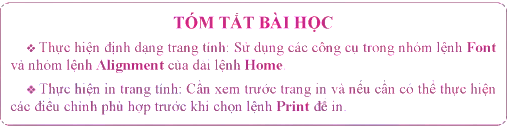 TÓM TẮT BÀI HỌC
❖ Thực hiện định dạng trang tính: Sử dụng các công cụ trong nhóm lệnh Font
và nhóm lệnh Alignment của dải lệnh Home.
❖ Thực hiện in trang tính: Cần xem trước trang in và nếu cần có thể thực hiện
các điều chỉnh phù hợp trước khi chọn lệnh Print để in.